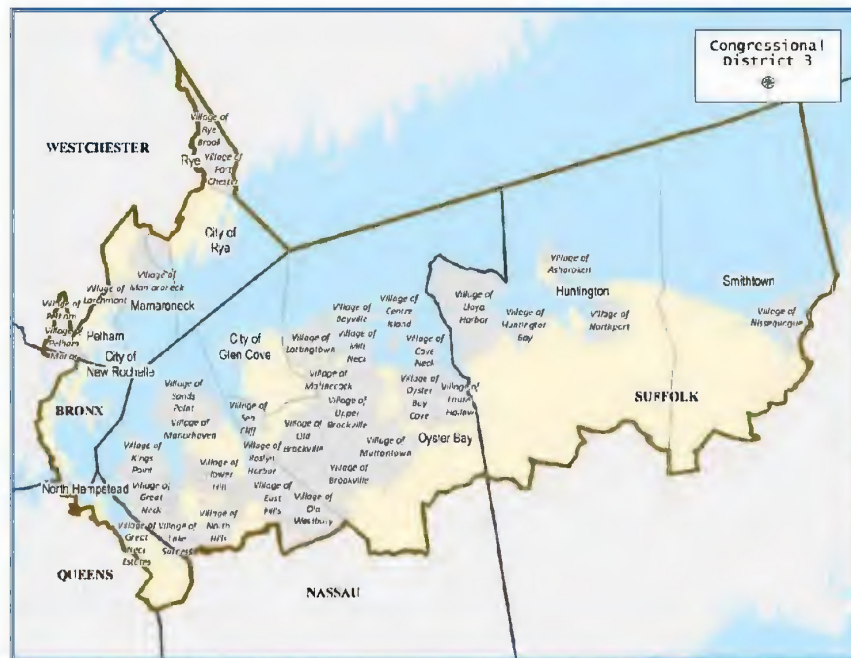 Congressional
District 3
WESTCHESTER
Village of
Rye
Brook
Rye
Village of
Port
Chester
City of
Rye
Village of
Mamaroneck
Village of
Larchmont
Mamaroneck
Village of
Pelham
Pelham
Village of
Pelham
Manor
City of
New Rochelle
BRONX
City of
Glen Cove
Village of
Bayville
Village of
Centre
Island
Village of
Lattingtown
Village of
Mill
Neck
Village of
Cove
Neck
Village of
Lloyd
Harbor
Village of
Asharoken
Huntington
Village of
Huntington
Bay
Village of
Northport
Smithtown
Village of
Nissequogue
SUFFOLK
Village of
Matinecock
Village of
Sands
Point
Village of
Manorhaven
Village of
Sea
Cliff
Village of
Upper
Brookville
Village of
Oyster
Bay
Cove
Village of
Laurel
Hollow
Village of
Old
Brookville
Village of
Muttontown
Oyster Bay
Village of
Kings
Point
North Hempstead
Village of
Great
Neck
Village of
Tower
Hill
Village of
Roslyn
Harbor
Village of
East
Hills
Village of
Brookville
Village of
Old
Westbury
Village of
Great
Neck
Estates
Village of
Lake
Success
Village of
North
Hills
QUEENS
NASSAU